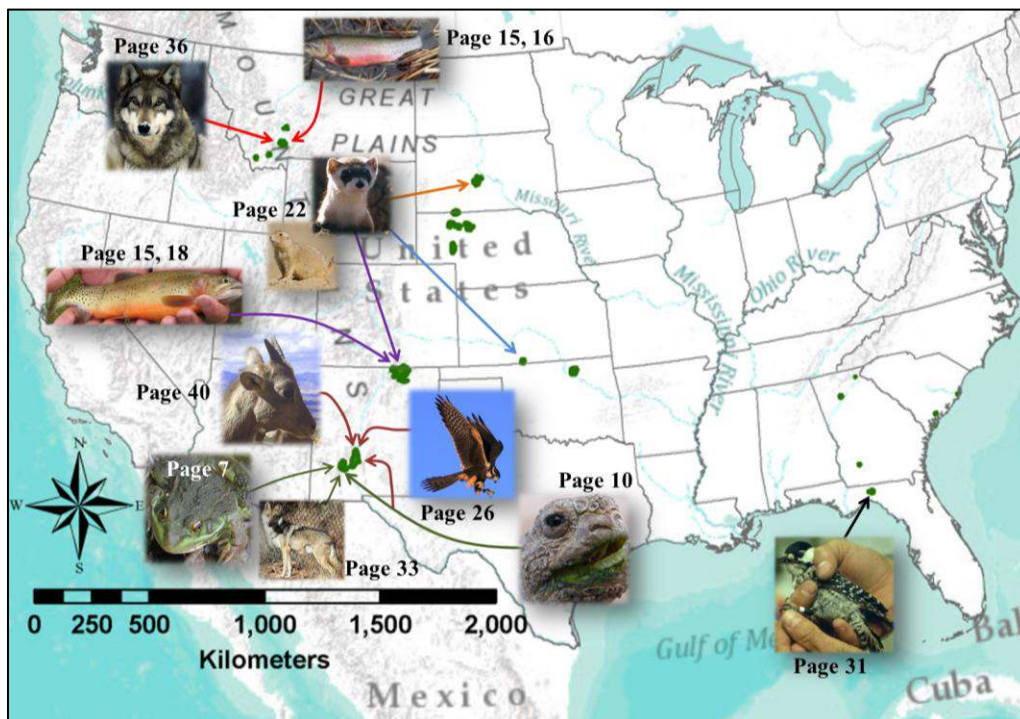 Page 36
Page 15, 16
M
O
U
N
GREAT
PLAINS
Missouri
River
Page 22
T
Page 15, 18
United
States
Mississippi River
Ohio River
N
S
Page 40
Page 7
Page 10
Page 26
Page 33
N
W
E
S
0 250 500 1,000 1,500 2,000
Kilometers
Gulf of Me
Page 31
Mexico
Cuba